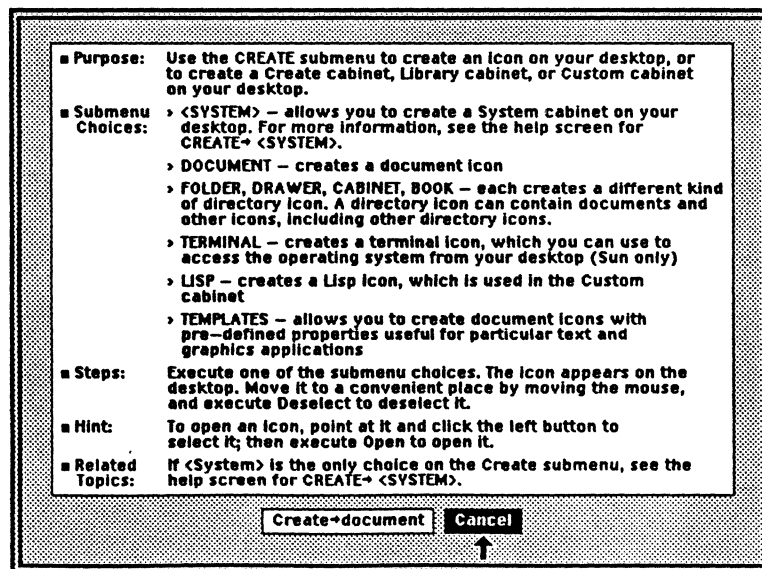 ■ Purpose: Use the CREATE submenu to create an icon on your desktop, or
to create a Create cabinet, Library cabinet, or Custom cabinet
on your desktop.
■ Submenu › <SYSTEM> — allows you to create a System cabinet on your
Choices: desktop. For more information, see the help screen for
CREATE→ <SYSTEM>.
› DOCUMENT — creates a document icon
› FOLDER, DRAWER, CABINET, BOOK — each creates a different kind
of directory icon. A directory icon can contain documents and
other icons, including other directory icons.
› TERMINAL — creates a terminal icon, which you can use to
access the operating system from your desktop (Sun only)
› LISP — creates a Lisp icon, which is used in the Custom
cabinet
› TEMPLATES — allows you to create document icons with
pre—defined properties useful for particular text and
graphics applications
■ Steps: Execute one of the submenu choices. The icon appears on the
desktop. Move it to a convenient place by moving the mouse,
and execute Deselect to deselect it.
■ Hint: To open an icon, point at it and click the left button to
select it; then execute Open to open it.
■ Related If <System> is the only choice on the Create submenu, see the
Topics: help screen for CREATE→ <SYSTEM>.
Create→document Cancel